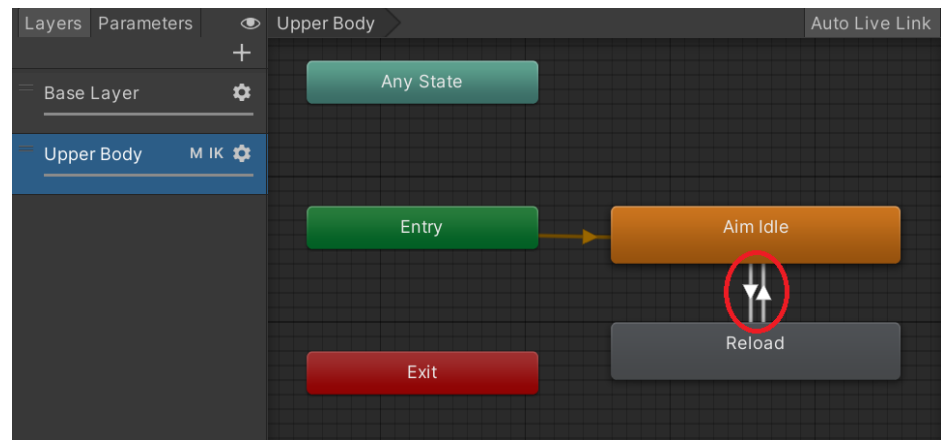 Layers Parameters
Upper Body
Auto Live Link
Base Layer
Upper Body M IK
Any State
Entry
Aim Idle
Reload
Exit